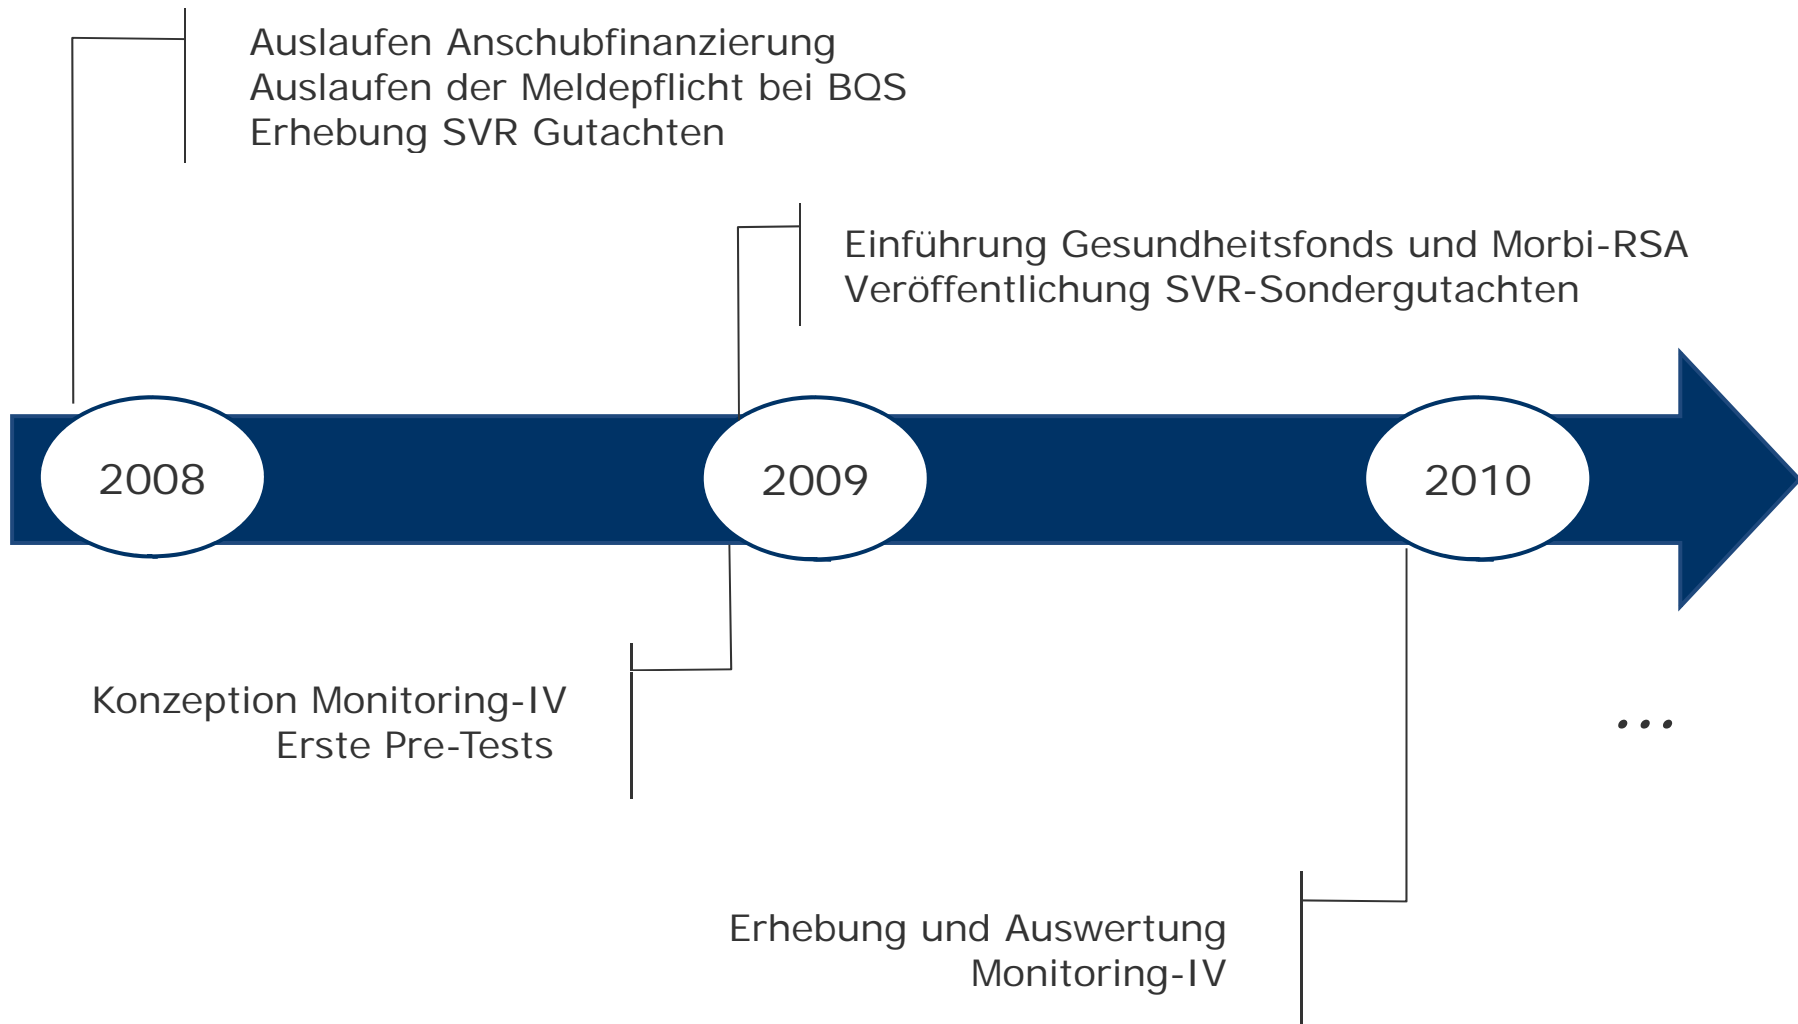 Auslaufen Anschubfinanzierung
Auslaufen der Meldepflicht bei BQS
Erhebung SVR Gutachten
Einführung Gesundheitsfonds und Morbi-RSA
Veröffentlichung SVR-Sondergutachten
2008
2009
2010
Konzeption Monitoring-IV
Erste Pre-Tests
...
Erhebung und Auswertung
Monitoring-IV